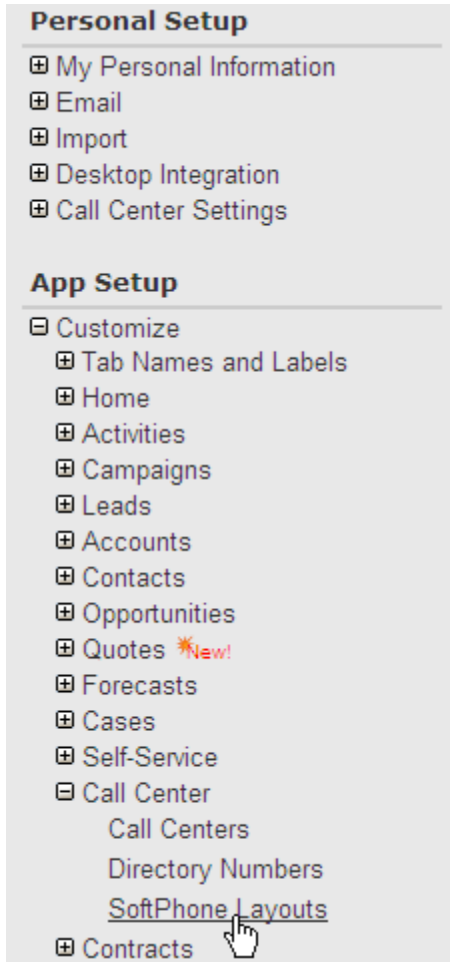 Personal Setup
My Personal Information
Email
Import
Desktop Integration
Call Center Settings
App Setup
Customize
Tab Names and Labels
Home
Activities
Campaigns
Leads
Accounts
Contacts
Opportunities
Quotes New!
Forecasts
Cases
Self-Service
Call Center
Call Centers
Directory Numbers
SoftPhone Layouts
Contracts